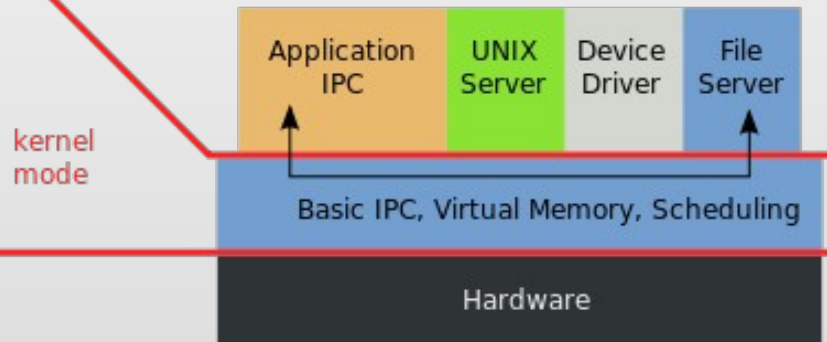 Application
IPC
UNIX
Server
Device
Driver
File
Server
kernel
mode
Basic IPC, Virtual Memory, Scheduling
Hardware